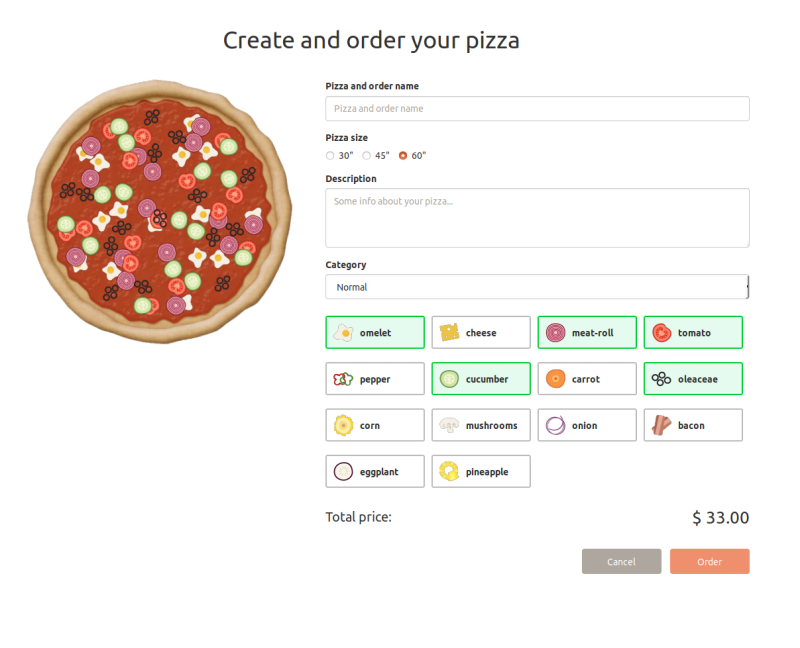 Create and order your pizza
Pizza and order name
Pizza and order name
Pizza size
30" 45" 60"
Description
Some info about your pizza...
Category
Normal
omelet cheese meat-roll tomato
pepper cucumber carrot oleaceae
corn mushrooms onion bacon
eggplant pineapple
Total price: $ 33.00
Cancel Order